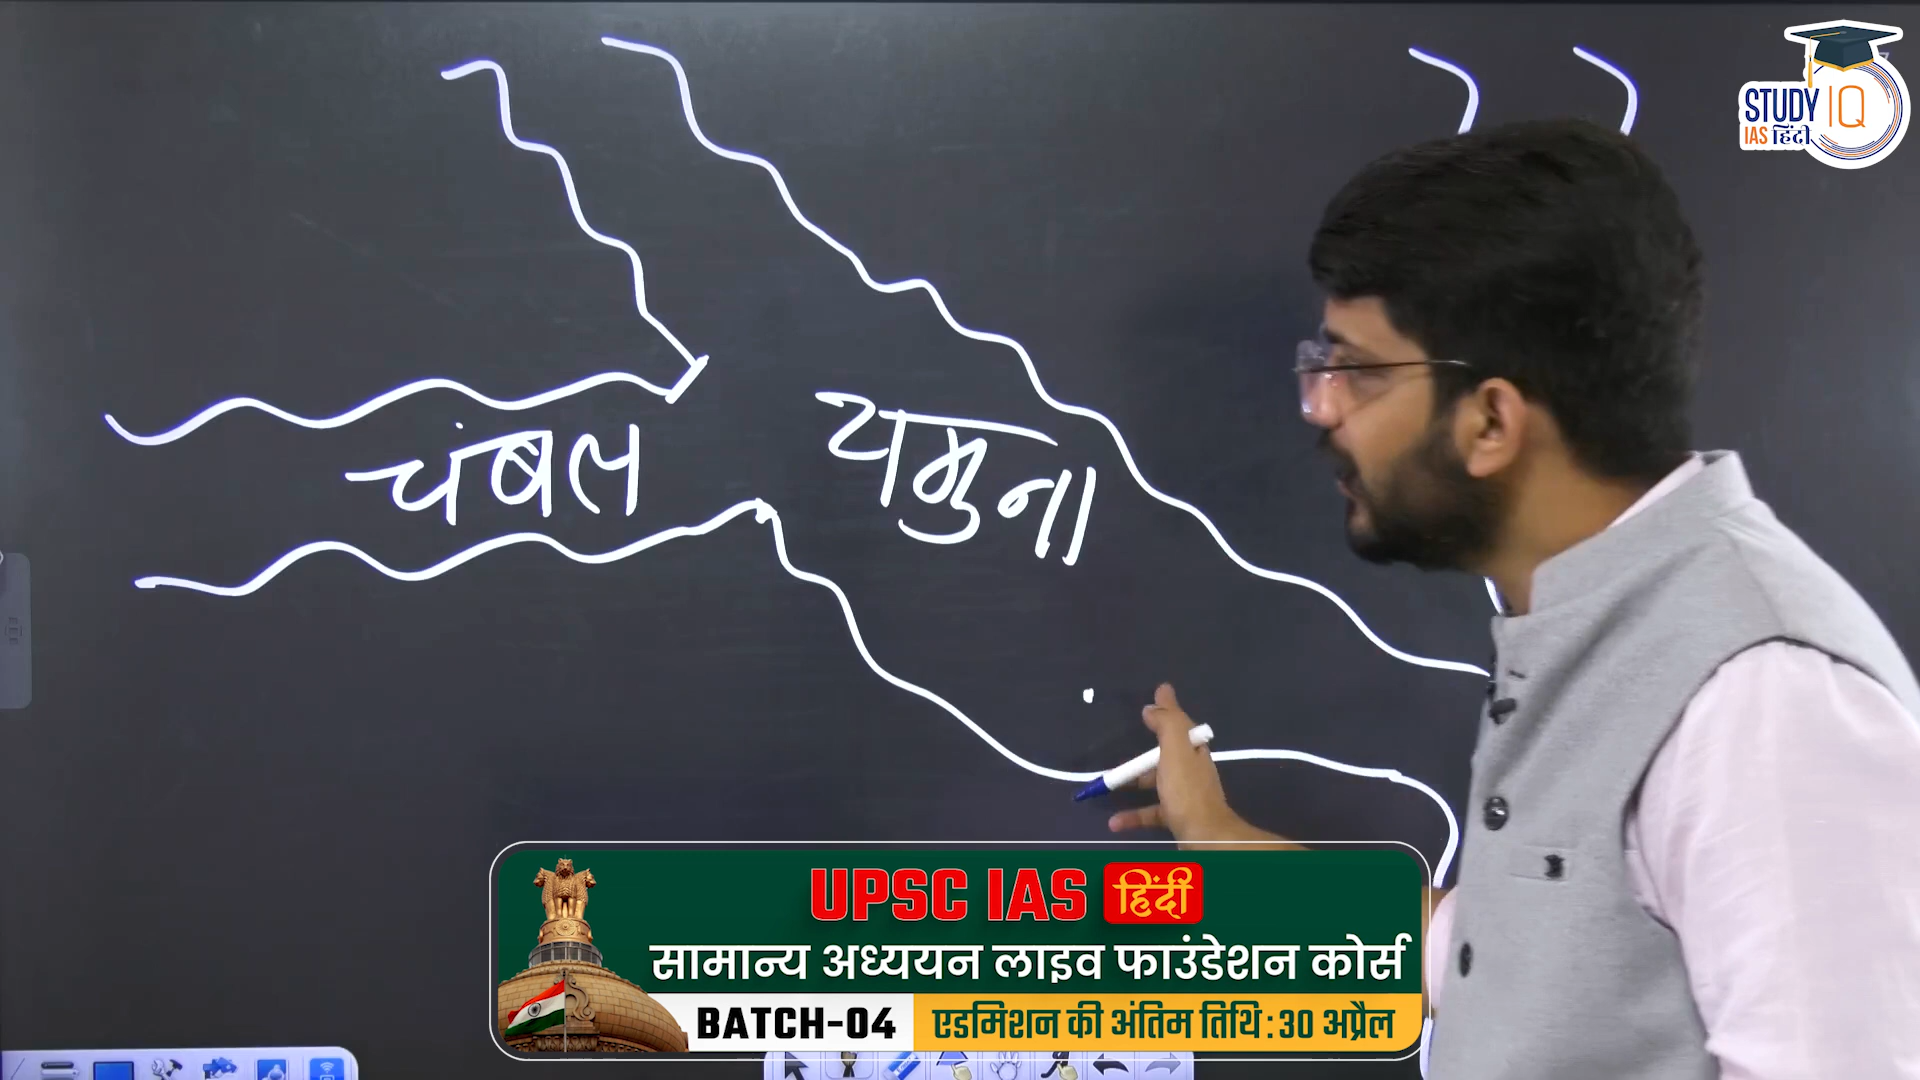 STUDY IQ
IAS हिंदी
चंबल
यमुना
UPSC IAS हिंदी
सामान्य अध्ययन लाइव फाउंडेशन कोर्स
BATCH-04
एडमिशन की अंतिम तिथि : 30 अप्रैल